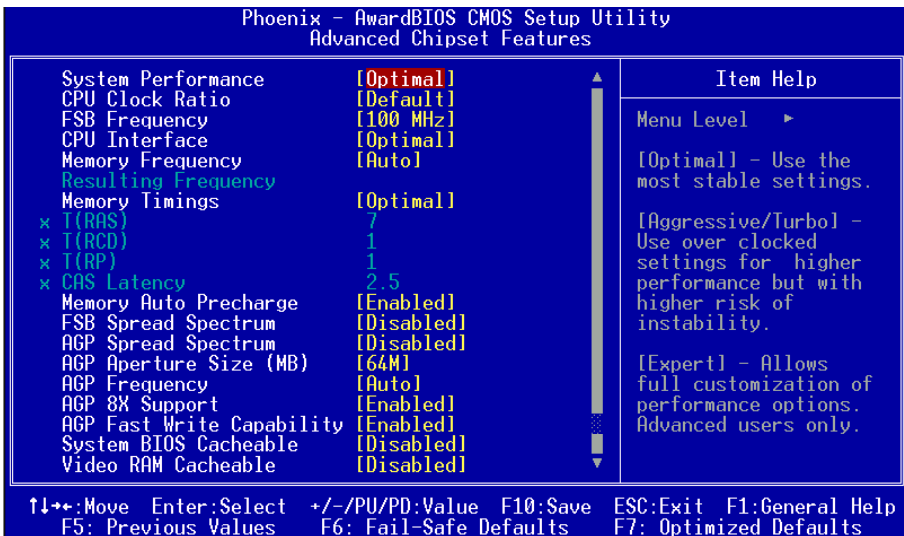 Phoenix - AwardBIOS CMOS Setup Utility
Advanced Chipset Features
System Performance [Optimal]
CPU Clock Ratio [Default]
FSB Frequency [100 MHz]
CPU Interface [Optimal]
Memory Frequency [Auto]
Resulting Frequency
Memory Timings [Optimal]
x T(RAS) 7
x T(RCD) 1
x T(RP) 1
x CAS Latency 2.5
Memory Auto Precharge [Enabled]
FSB Spread Spectrum [Disabled]
AGP Spread Spectrum [Disabled]
AGP Aperture Size (MB) [64M]
AGP Frequency [Auto]
AGP 8X Support [Enabled]
AGP Fast Write Capability [Enabled]
System BIOS Cacheable [Disabled]
Video RAM Cacheable [Disabled]
Item Help
Menu Level ►
[Optimal] - Use the
most stable settings.
[Aggressive/Turbo] -
Use over clocked
settings for higher
performance but with
higher risk of
instability.
[Expert] - Allows
full customization of
performance options.
Advanced users only.
↑↓→←:Move Enter:Select +/-/PU/PD:Value F10:Save ESC:Exit F1:General Help
F5: Previous Values F6: Fail-Safe Defaults F7: Optimized Defaults